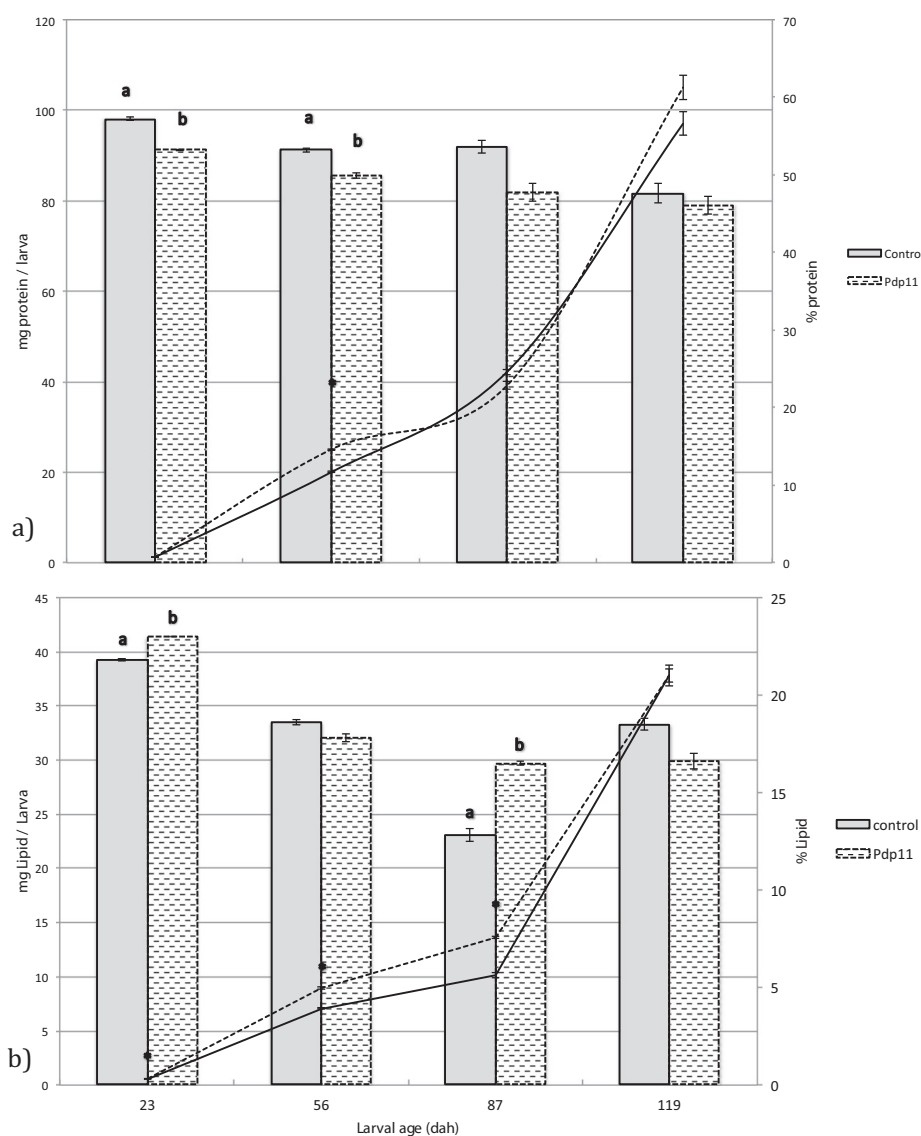 120
100
80
60
40
20
0
mg protein / larva
a
b
a
b
70
60
50
40
30
20
10
0
% protein
Contro
Pdp11
a)
45
40
35
30
25
20
15
10
5
0
mg Lipid / Larva
a
b
a
b
25
20
15
10
5
0
% Lipid
control
Pdp11
b)
23 56 87 119
Larval age (dah)